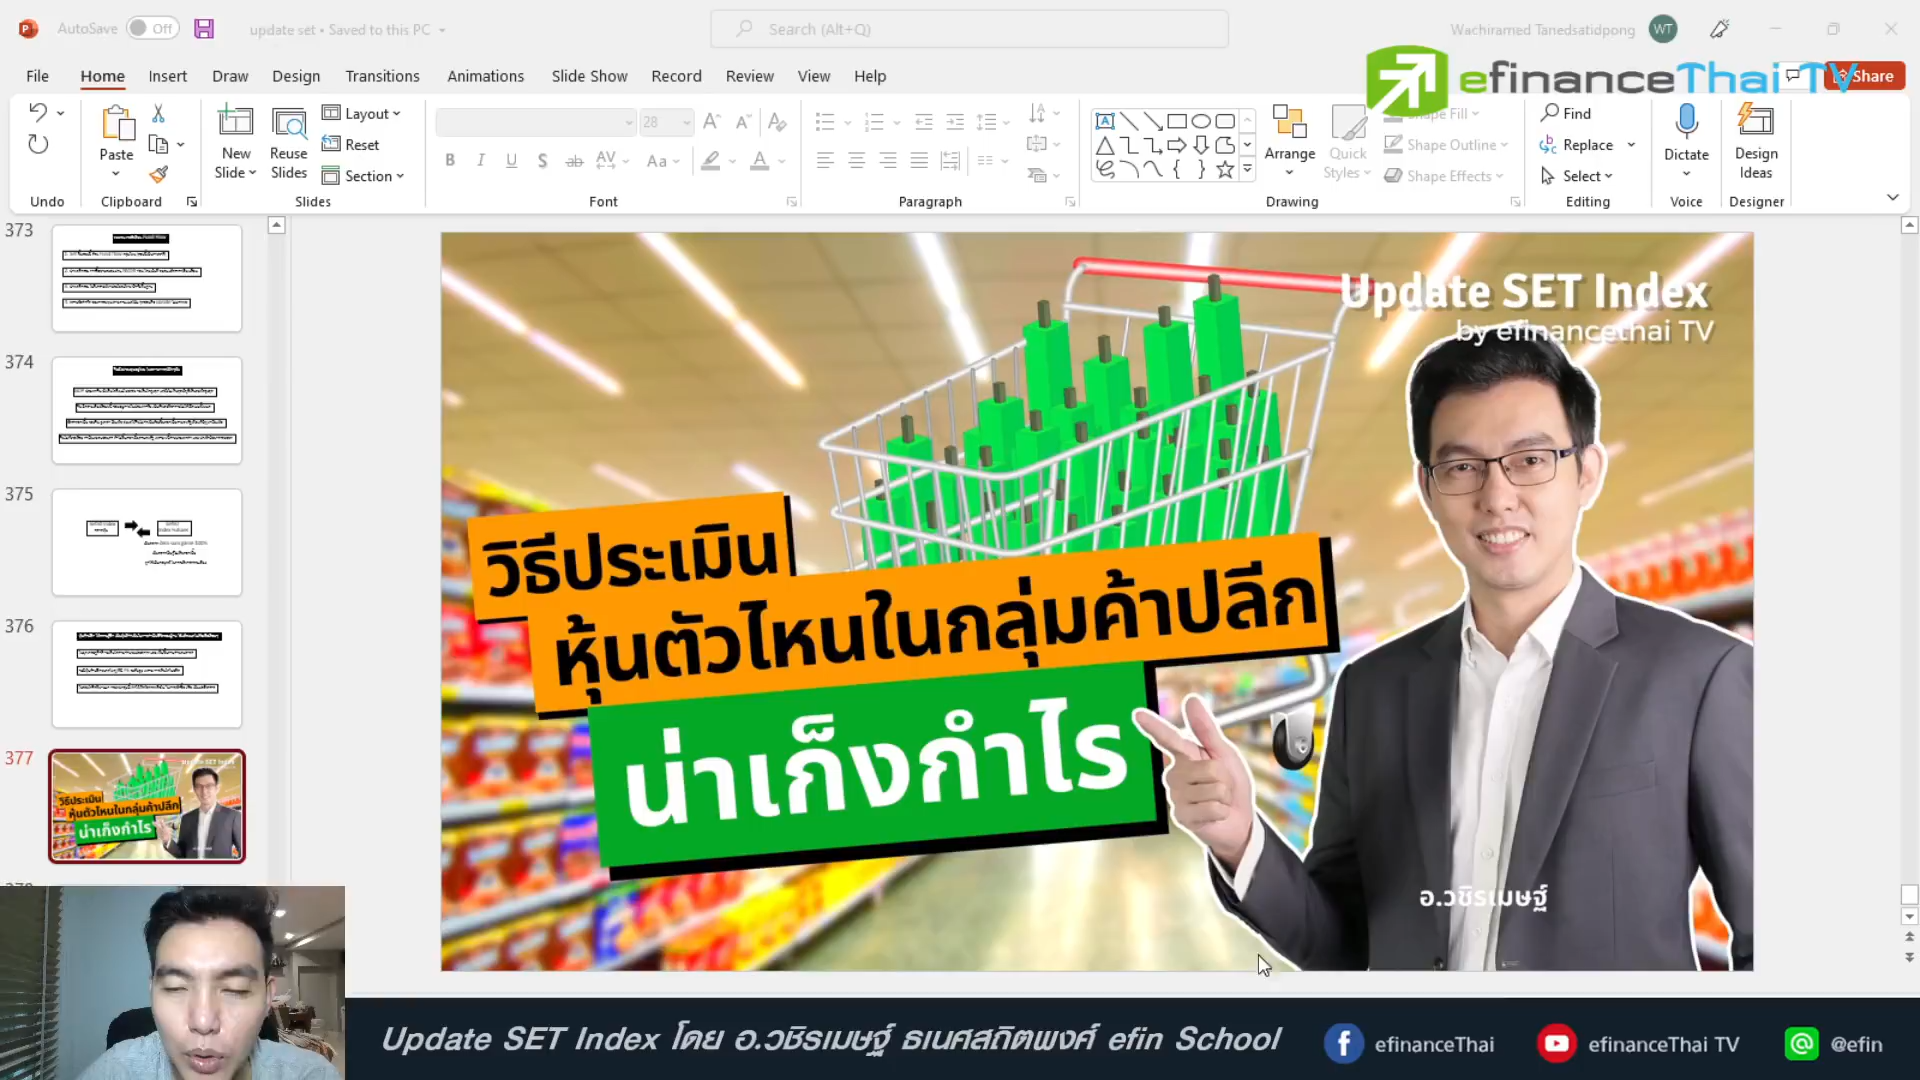 AutoSave Off update set • Saved to this PC Search (Alt+Q) Wachiramed Tanedsatidpong WT
File Home Insert Draw Design Transitions Animations Slide Show Record Review View Help
efinanceThai TV
Share
Paste
New Slide
Reuse Slides
Layout
Reset
Section
28
Arrange
Quick Styles
Shape Fill
Shape Outline
Shape Effects
Find
Replace
Select
Dictate
Design Ideas
Undo Clipboard Slides Font Paragraph Drawing Editing Voice Designer
373
374
375
376
377
Update SET Index
by efinancethai TV
วิธีประเมิน
หุ้นตัวไหนในกลุ่มค้าปลีก
น่าเก็งกำไร
อ.วชิรเมษฐ์
Update SET Index โดย อ.วชิรเมษฐ์ ธเนศสถิตพงศ์ efin School
efinanceThai efinanceThai TV @efin